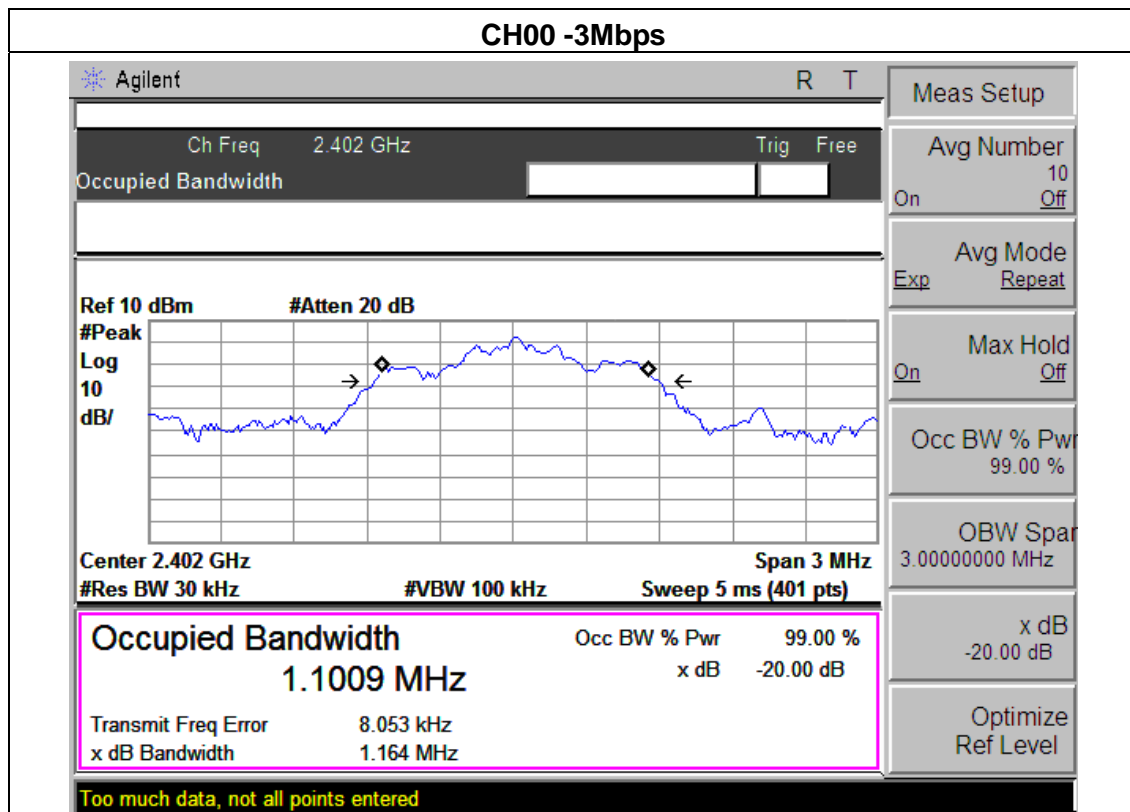 CH00 -3Mbps
Agilent R T
Ch Freq 2.402 GHz Trig Free
Occupied Bandwidth
Ref 10 dBm #Atten 20 dB
#Peak
Log
10
dB/
Center 2.402 GHz Span 3 MHz
#Res BW 30 kHz #VBW 100 kHz Sweep 5 ms (401 pts)
Occupied Bandwidth Occ BW % Pwr 99.00 %
1.1009 MHz x dB -20.00 dB
Transmit Freq Error 8.053 kHz
x dB Bandwidth 1.164 MHz
Too much data, not all points entered
Meas Setup
Avg Number
10
On Off
Avg Mode
Exp Repeat
Max Hold
On Off
Occ BW % Pwr
99.00 %
OBW Span
3.00000000 MHz
x dB
-20.00 dB
Optimize
Ref Level